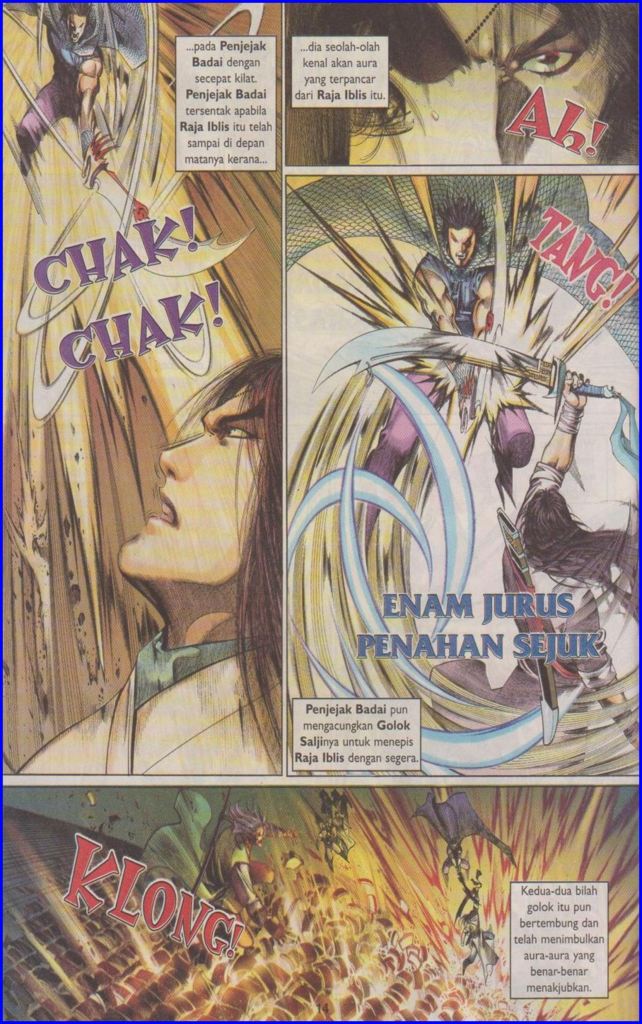 ...pada Penjejak
Badai dengan
secepat kilat.
Penjejak Badai
tersentak apabila
Raja Iblis itu telah
sampai di depan
matanya kerana...
CHAK!
CHAK!
...dia seolah-olah
kenal akan aura
yang terpancar
dari Raja Iblis itu.
AH!
TANG!
ENAM JURUS
PENAHAN SEJUK
Penjejak Badai pun
mengacungkan Golok
Saljinya untuk menepis
Raja Iblis dengan segera.
KLONG!
Kedua-dua bilah
golok itu pun
bertembung dan
telah menimbulkan
aura-aura yang
benar-benar
menakjubkan.
14